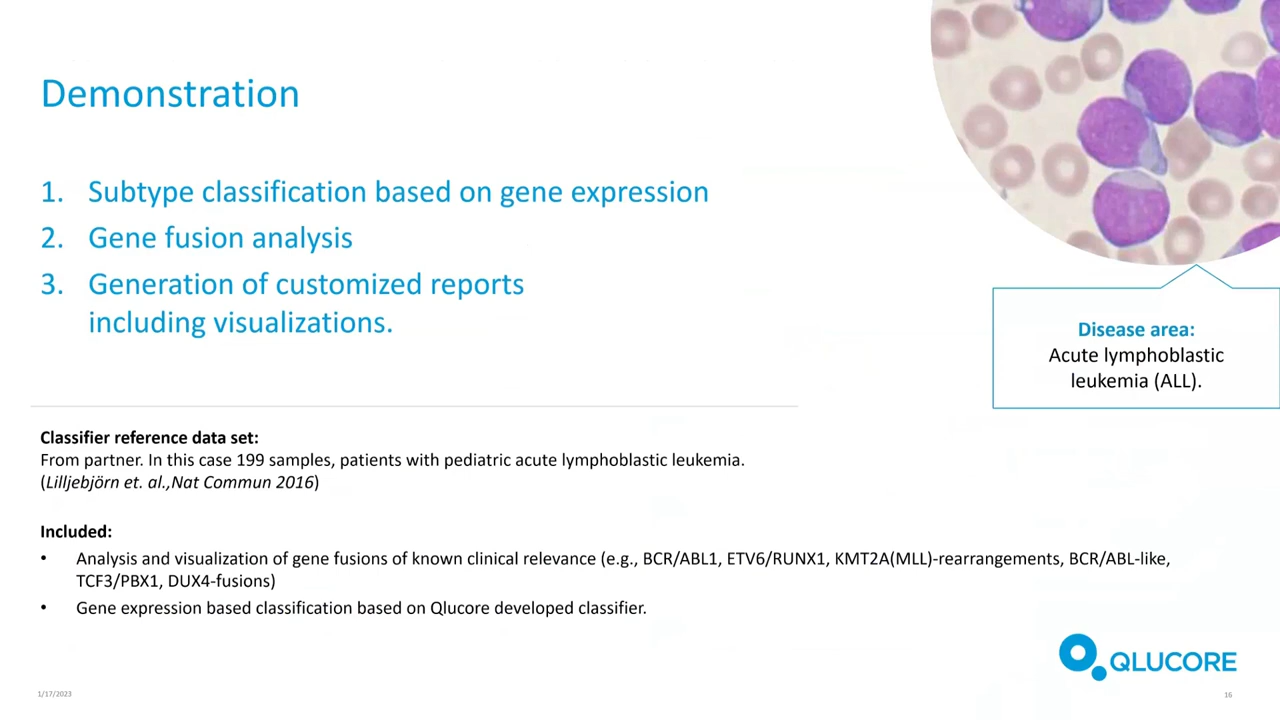 Demonstration
1. Subtype classification based on gene expression
2. Gene fusion analysis
3. Generation of customized reports
including visualizations.
Disease area:
Acute lymphoblastic
leukemia (ALL).
Classifier reference data set:
From partner. In this case 199 samples, patients with pediatric acute lymphoblastic leukemia.
(Lilljebjörn et. al.,Nat Commun 2016)
Included:
• Analysis and visualization of gene fusions of known clinical relevance (e.g., BCR/ABL1, ETV6/RUNX1, KMT2A(MLL)-rearrangements, BCR/ABL-like,
TCF3/PBX1, DUX4-fusions)
• Gene expression based classification based on Qlucore developed classifier.
QLUCORE
1/17/2023
16